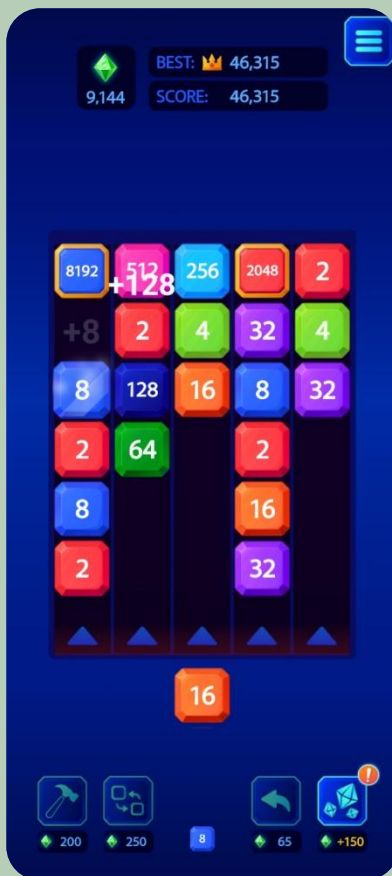 BEST: 46,315
9,144 SCORE: 46,315
8192 512 256 2048 2
+128
+8 2 4 32 4
8 128 16 8 32
2 64 2
8 16
2 32
16
!
200 250 8 65 +150